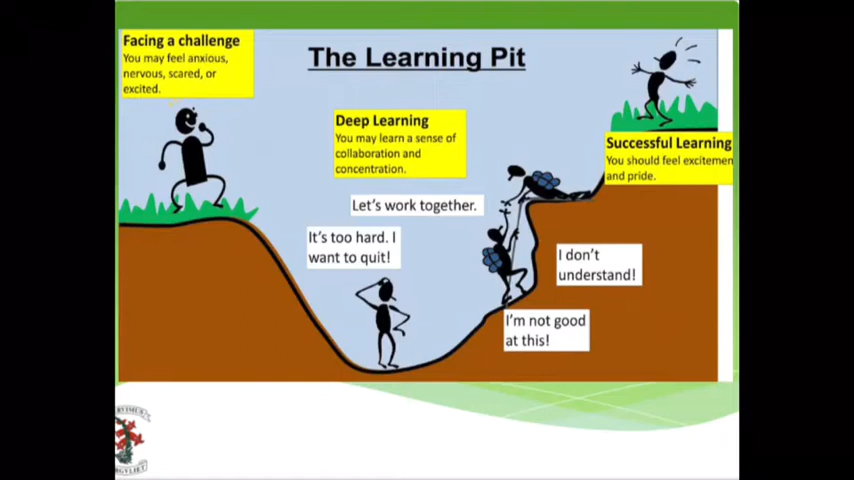 Facing a challenge
You may feel anxious,
nervous, scared, or
excited.
The Learning Pit
Deep Learning
You may learn a sense of
collaboration and
concentration.
Successful Learning
You should feel excitemen
and pride.
Let's work together.
It's too hard. I
want to quit!
I don't
understand!
I'm not good
at this!